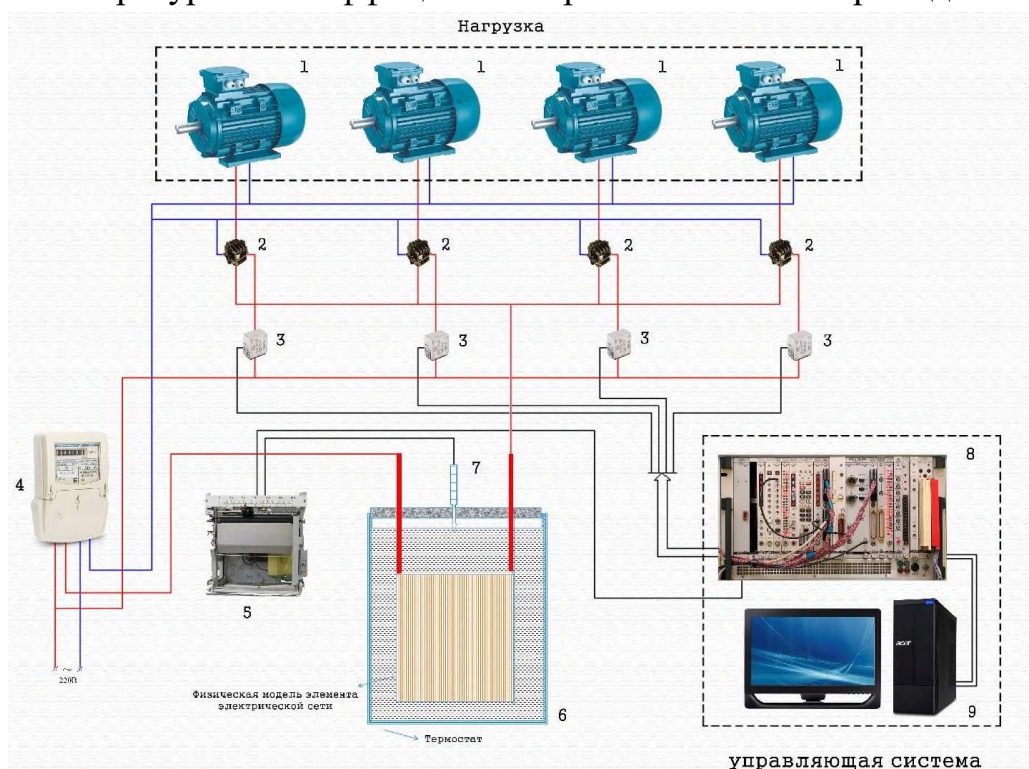 Нагрузка
1 1 1 1
2 2 2 2
3 3 3 3
4
7
8
5
Физическая модель элемента
электрической сети
6
9
220В
Термостат
acer
управляющая система